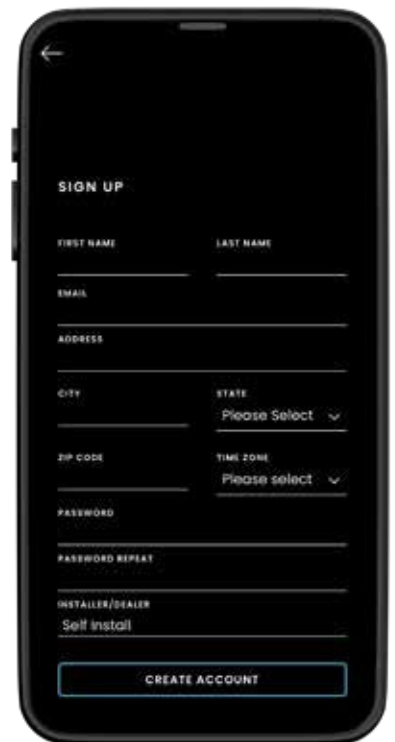 SIGN UP
FIRST NAME LAST NAME
EMAIL
ADDRESS
CITY STATE
Please Select
ZIP CODE TIME ZONE
Please select
PASSWORD
PASSWORD REPEAT
INSTALLER/DEALER
Self Install
CREATE ACCOUNT